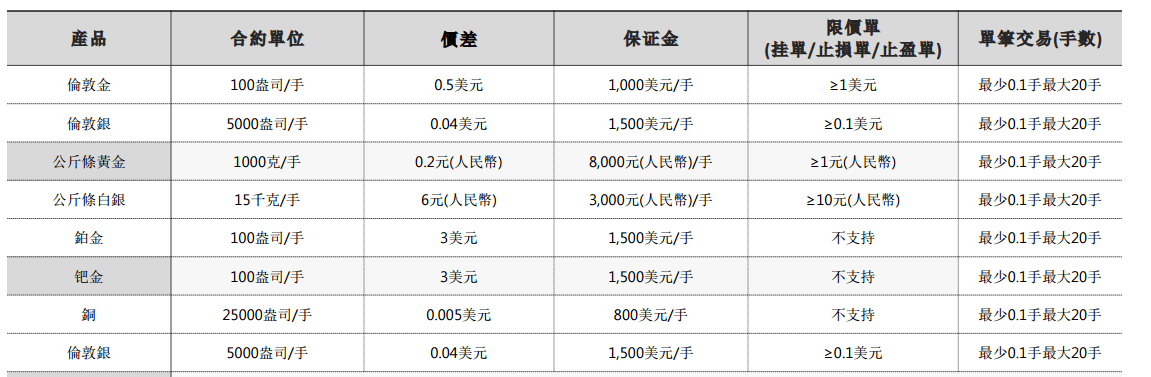 産品 合約單位 價差 保证金 限價單 單筆交易(手數)
(挂單/止損單/止盈單)
倫敦金 100盎司/手 0.5美元 1,000美元/手 ≥1美元 最少0.1手最大20手
倫敦銀 5000盎司/手 0.04美元 1,500美元/手 ≥0.1美元 最少0.1手最大20手
公斤條黃金 1000克/手 0.2元(人民幣) 8,000元(人民幣)/手 ≥1元(人民幣) 最少0.1手最大20手
公斤條白銀 15千克/手 6元(人民幣) 3,000元(人民幣)/手 ≥10元(人民幣) 最少0.1手最大20手
鉑金 100盎司/手 3美元 1,500美元/手 不支持 最少0.1手最大20手
钯金 100盎司/手 3美元 1,500美元/手 不支持 最少0.1手最大20手
銅 25000盎司/手 0.005美元 800美元/手 不支持 最少0.1手最大20手
倫敦銀 5000盎司/手 0.04美元 1,500美元/手 ≥0.1美元 最少0.1手最大20手